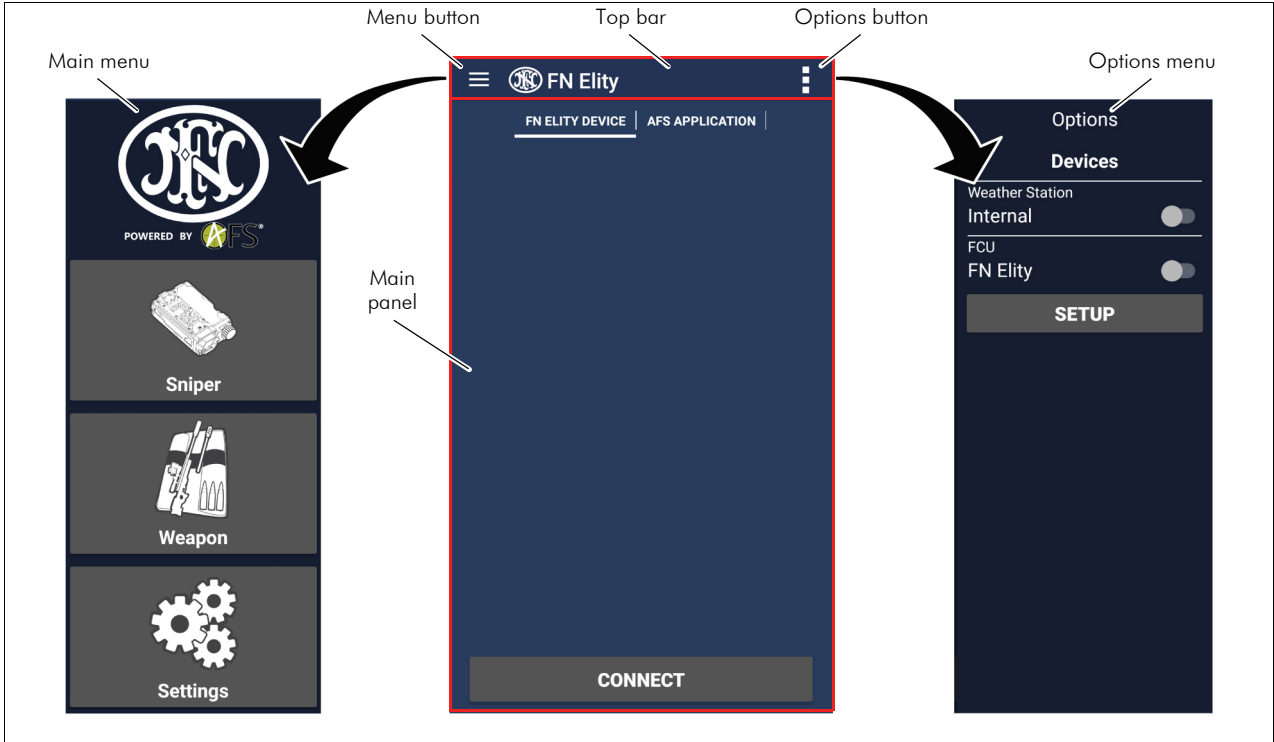 Menu button
Top bar
Options button
Main menu
Options menu
FN Elity
FN ELITY DEVICE
AFS APPLICATION
Options
Devices
Weather Station
Internal
FCU
FN Elity
SETUP
POWERED BY AFS®
Main
panel
Sniper
Weapon
Settings
CONNECT